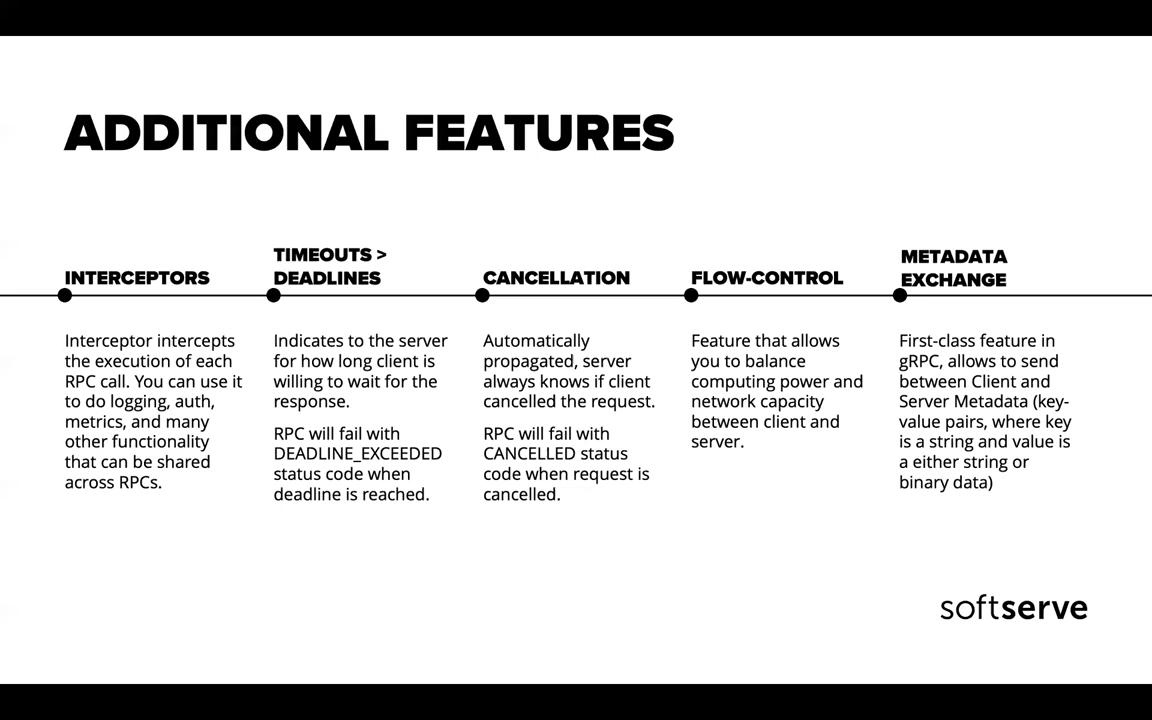 ADDITIONAL FEATURES
INTERCEPTORS
Interceptor intercepts
the execution of each
RPC call. You can use it
to do logging, auth,
metrics, and many
other functionality
that can be shared
across RPCs.
TIMEOUTS >
DEADLINES
Indicates to the server
for how long client is
willing to wait for the
response.
RPC will fail with
DEADLINE_EXCEEDED
status code when
deadline is reached.
CANCELLATION
Automatically
propagated, server
always knows if client
cancelled the request.
RPC will fail with
CANCELLED status
code when request is
cancelled.
FLOW-CONTROL
Feature that allows
you to balance
computing power and
network capacity
between client and
server.
METADATA
EXCHANGE
First-class feature in
gRPC, allows to send
between Client and
Server Metadata (key-
value pairs, where key
is a string and value is
a either string or
binary data)
softserve